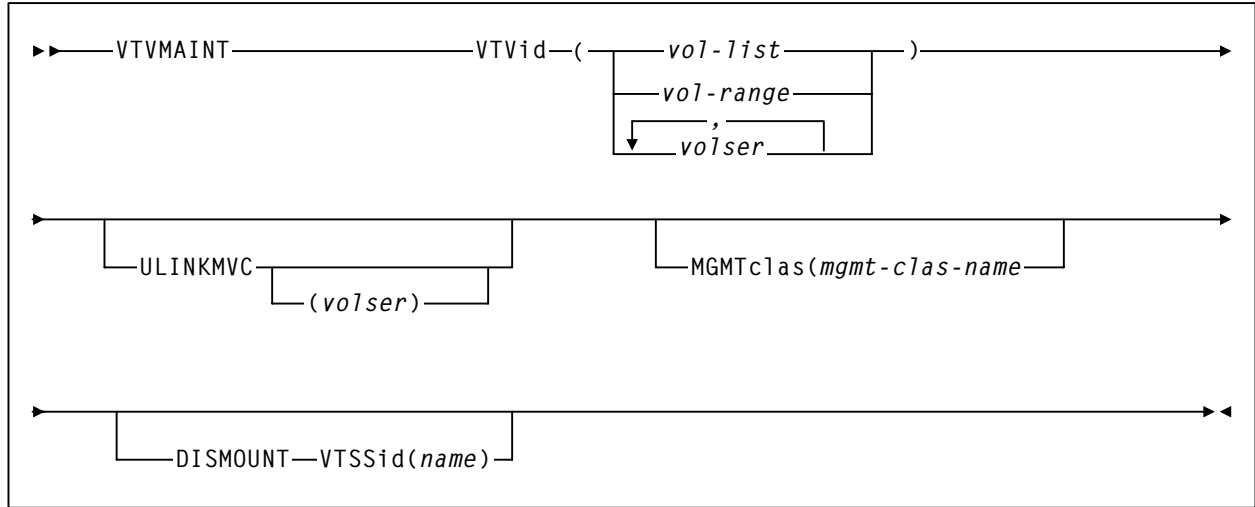 VTVMAINT VTVid ( vol-list )
vol-range
,
volser
ULINKMVC MGMTclas(mgmt-clas-name
(volser)
DISMOUNT VTSSid(name)